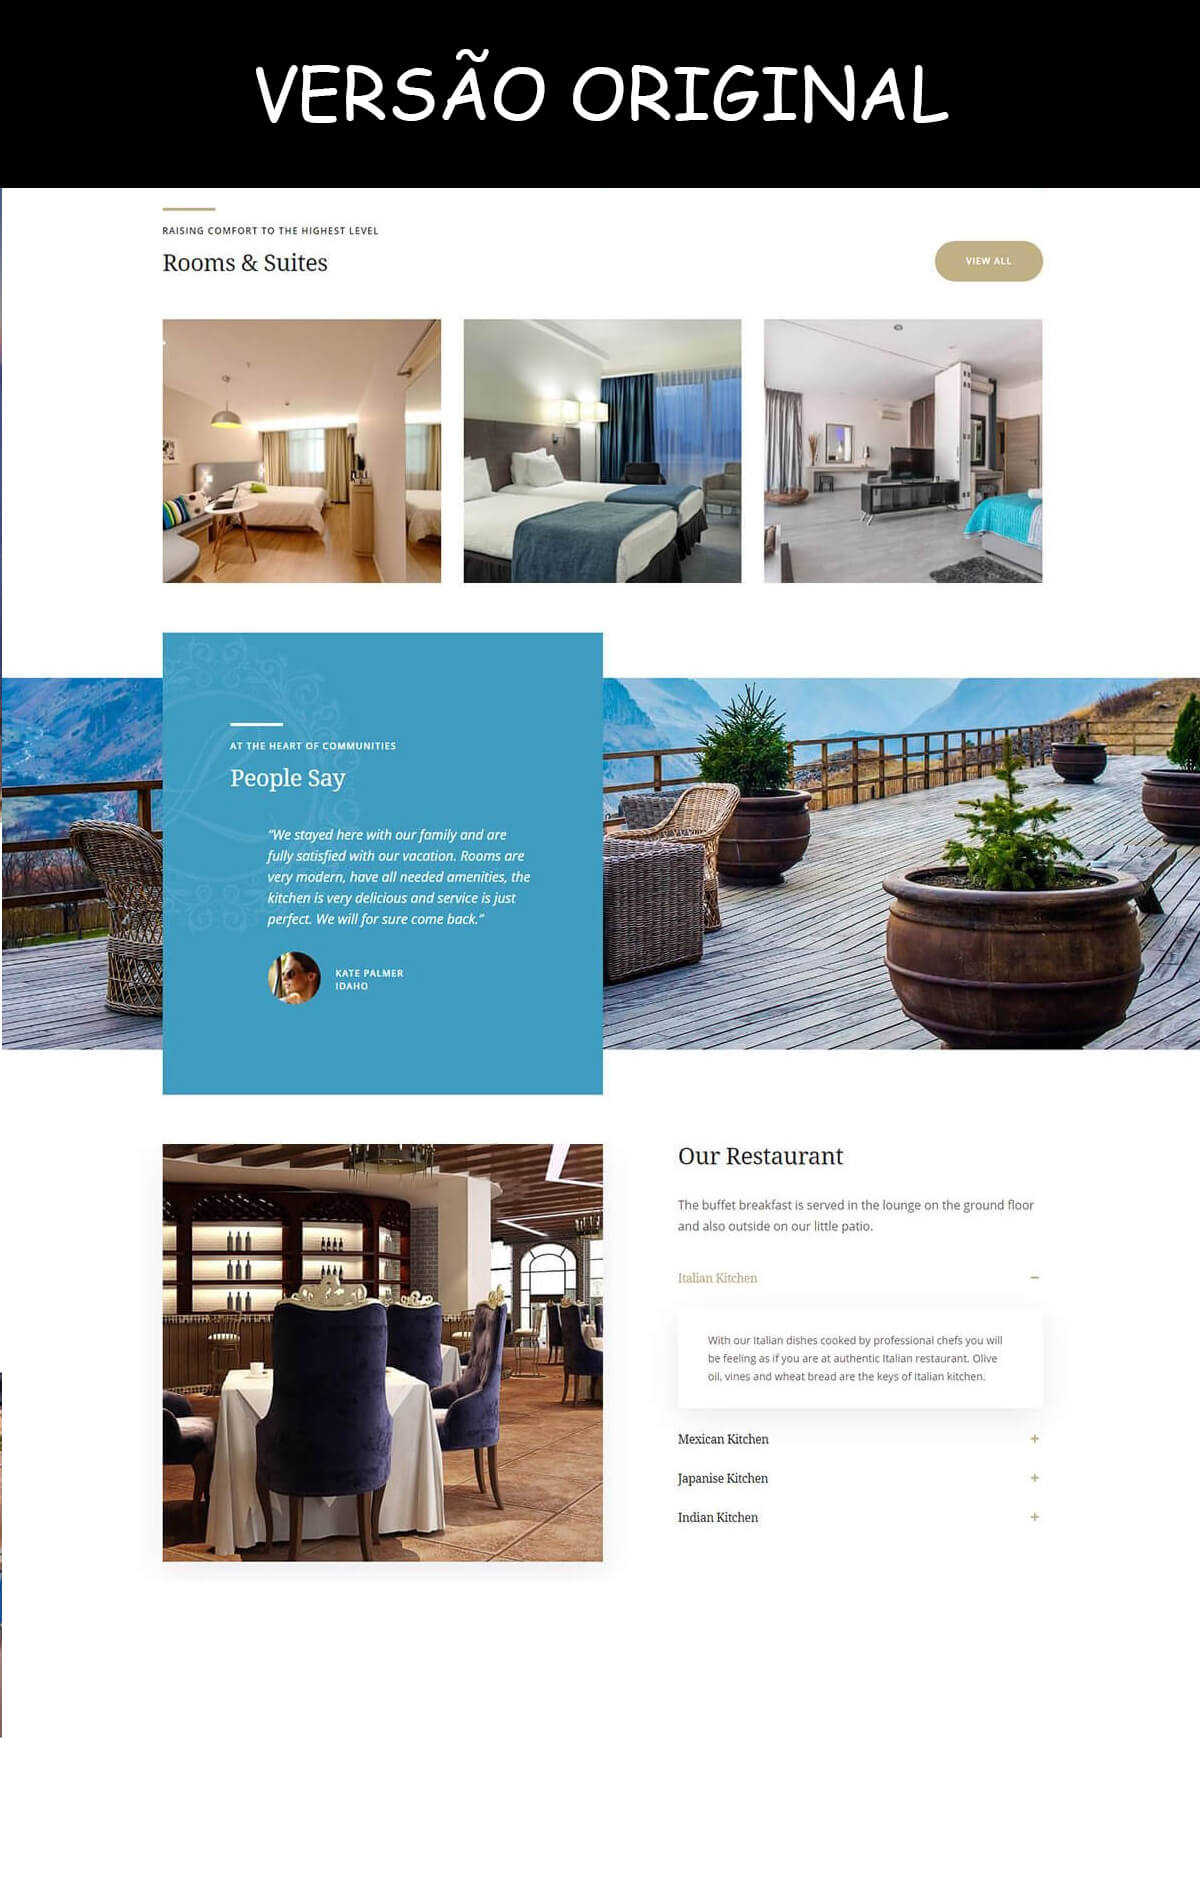 VERSÃO ORIGINAL
RAISING COMFORT TO THE HIGHEST LEVEL
Rooms & Suites
VIEW ALL
AT THE HEART OF COMMUNITIES
People Say
“We stayed here with our family and are
fully satisfied with our vacation. Rooms are
very modern, have all needed amenities, the
kitchen is very delicious and service is just
perfect. We will for sure come back.”
KATE PALMER
IDAHO
Our Restaurant
The buffet breakfast is served in the lounge on the ground floor
and also outside on our little patio.
Italian Kitchen
With our Italian dishes cooked by professional chefs you will
be feeling as if you are at authentic Italian restaurant. Olive
oil, vines and wheat bread are the keys of Italian kitchen.
Mexican Kitchen
Japanise Kitchen
Indian Kitchen